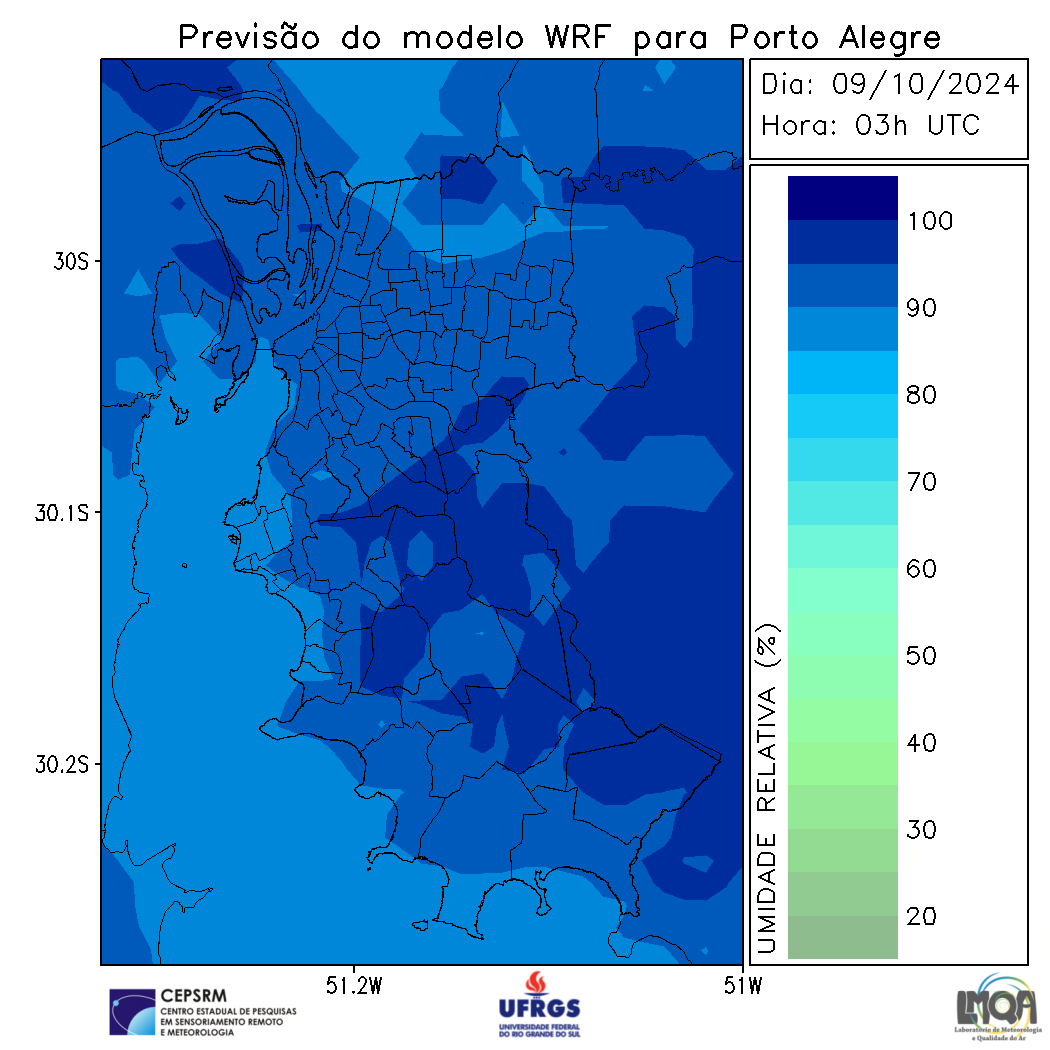 Previsão do modelo WRF para Porto Alegre
Dia: 09/10/2024
Hora: 03h UTC
30S
30.1S
30.2S
51.2W
51W
UMIDADE RELATIVA (%)
100
90
80
70
60
50
40
30
20
CEPSRM
CENTRO ESTADUAL DE PESQUISAS
EM SENSORIAMENTO REMOTO
E METEOROLOGIA
UFRGS
UNIVERSIDADE FEDERAL
DO RIO GRANDE DO SUL
LMQA
Laboratório de Meteorologia
e Qualidade do Ar